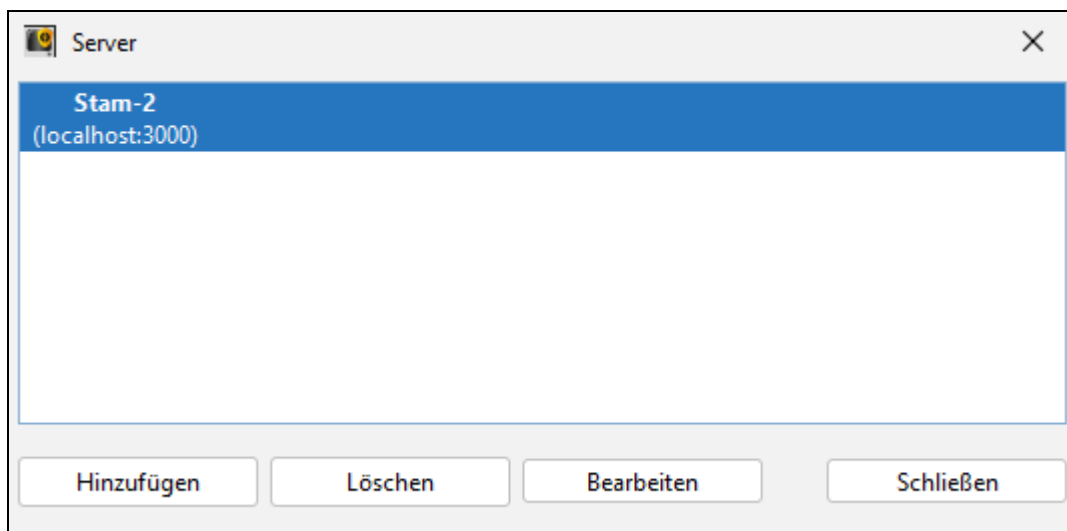 Server
Stam-2
(localhost:3000)
Hinzufügen Löschen Bearbeiten Schließen